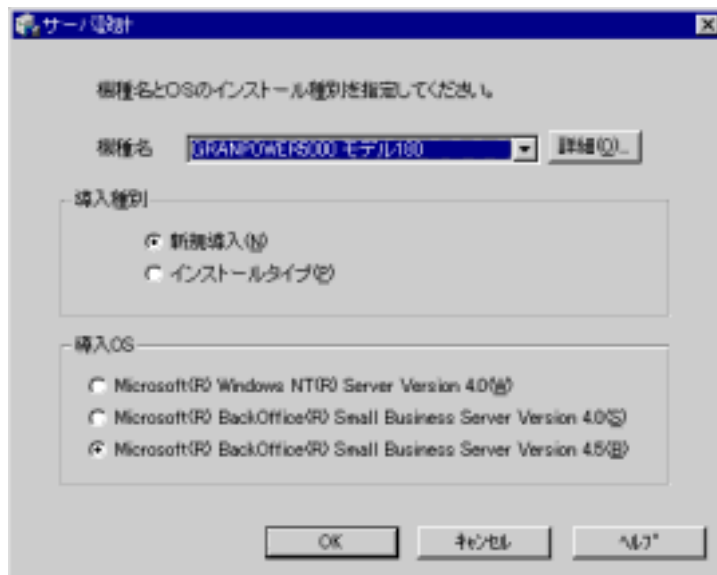 サーバ設計
機種名とOSのインストール種別を指定してください。
機種名 GRANPOWER5000 モデル180 詳細(O)...
導入種別
新規導入(N)
インストールタイプ(P)
導入OS
Microsoft(R) Windows NT(R) Server Version 4.0(W)
Microsoft(R) BackOffice(R) Small Business Server Version 4.0(S)
Microsoft(R) BackOffice(R) Small Business Server Version 4.5(B)
OK キャンセル ヘルプ